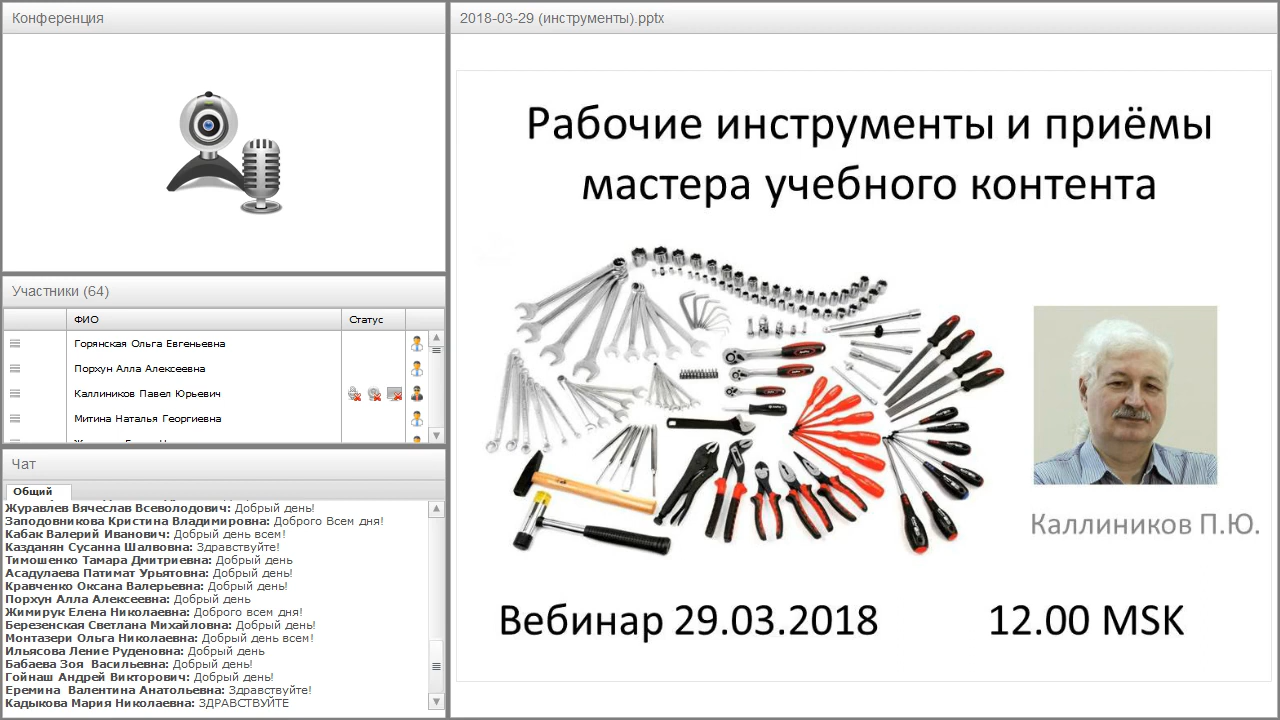 Конференция
2018-03-29 (инструменты).pptx
Рабочие инструменты и приёмы
мастера учебного контента
Каллиников П.Ю.
Вебинар 29.03.2018 12.00 MSK
Участники (64)
ФИО Статус
Горянская Ольга Евгеньевна
Порхун Алла Алексеевна
Каллиников Павел Юрьевич
Митина Наталья Георгиевна
Чат
Общий
Журавлев Вячеслав Всеволодович: Добрый день!
Заподовникова Кристина Владимировна: Доброго Всем дня!
Кабак Валерий Иванович: Добрый день всем!
Казданян Сусанна Шалвовна: Здравствуйте!
Тимошенко Тамара Дмитриевна: Добрый день
Асадулаева Патимат Урьятовна: Добрый день!
Кравченко Оксана Валерьевна: Добрый день!
Порхун Алла Алексеевна: Добрый день
Жимирук Елена Николаевна: Доброго всем дня!
Березенская Светлана Михайловна: Добрый день!
Монтазери Ольга Николаевна: Добрый день всем!
Ильясова Ление Руденовна: Добрый день
Бабаева Зоя Васильевна: Добрый день!
Гойнаш Андрей Викторович: Добрый день!
Еремина Валентина Анатольевна: Здравствуйте!
Кадыкова Мария Николаевна: ЗДРАВСТВУЙТЕ